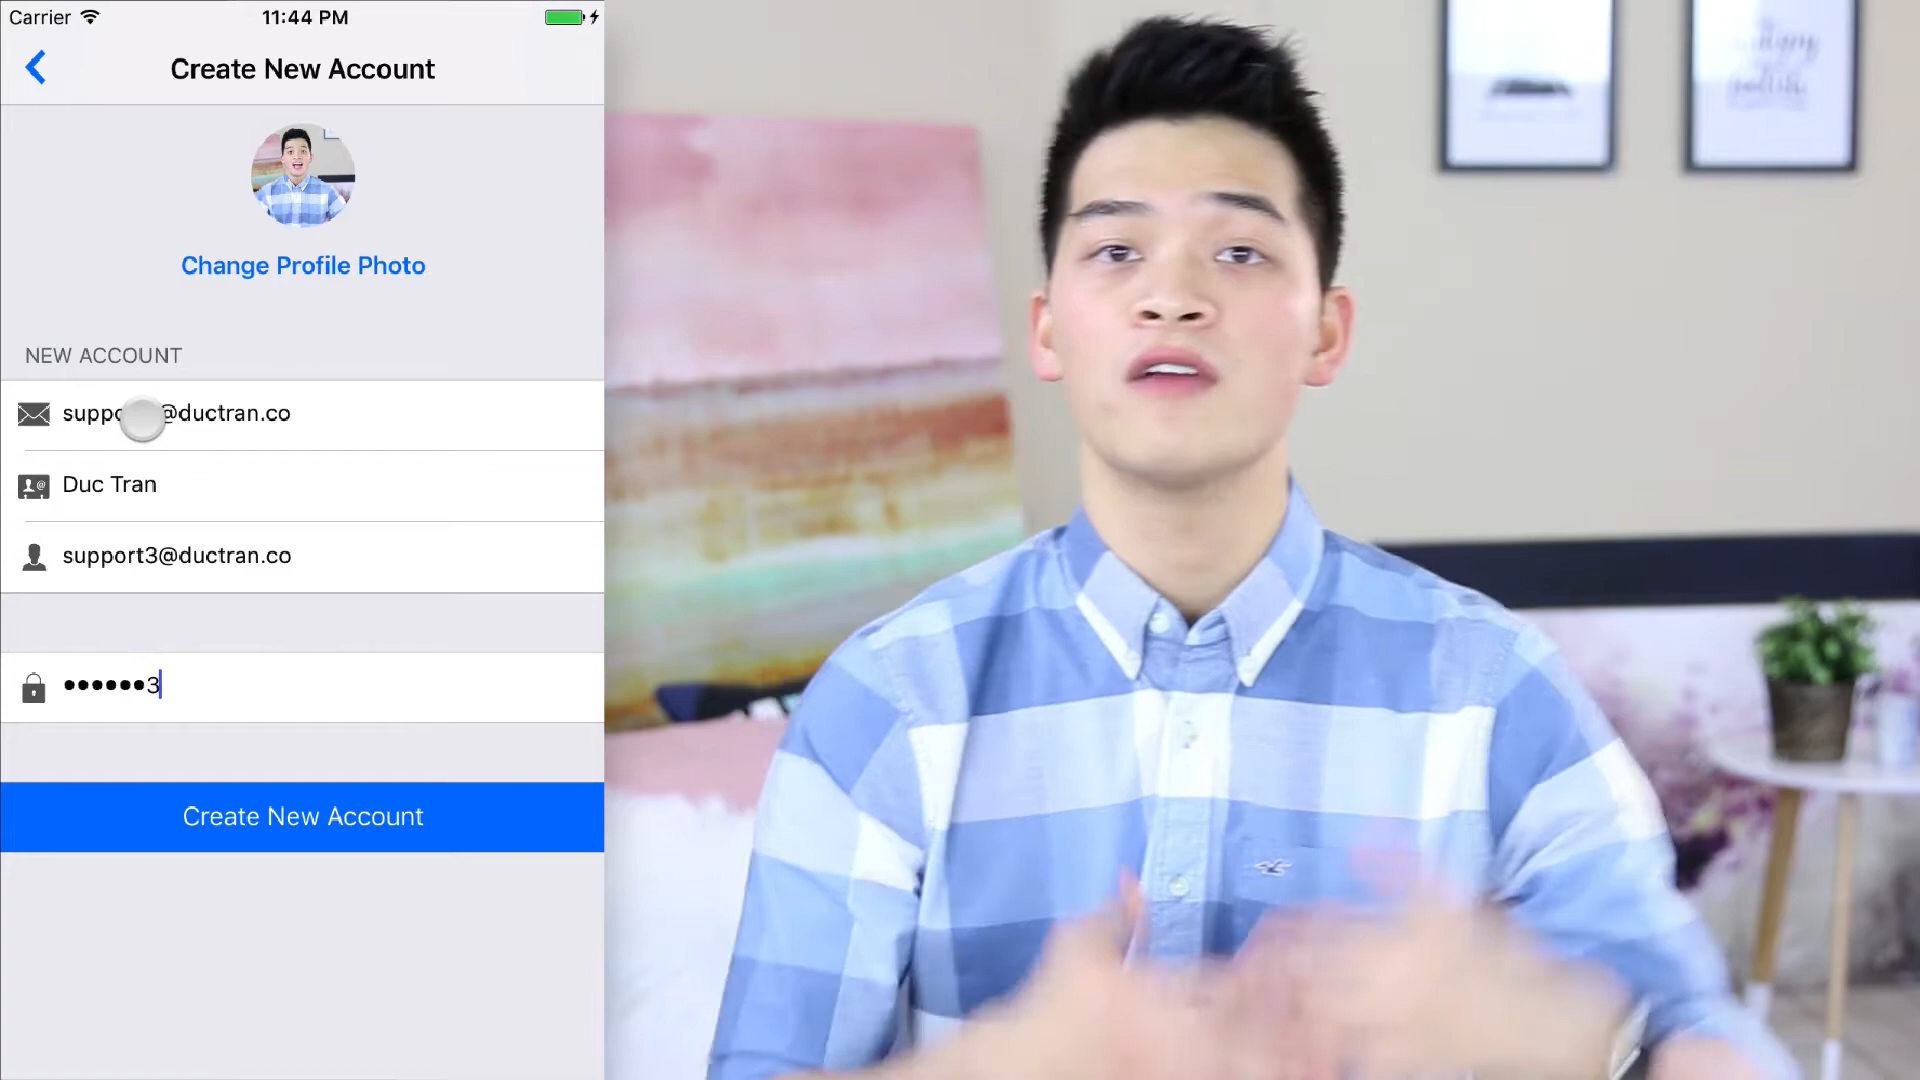 Carrier 11:44 PM
Create New Account
Change Profile Photo
NEW ACCOUNT
@ductran.co
Duc Tran
support3@ductran.co
••••••3
Create New Account